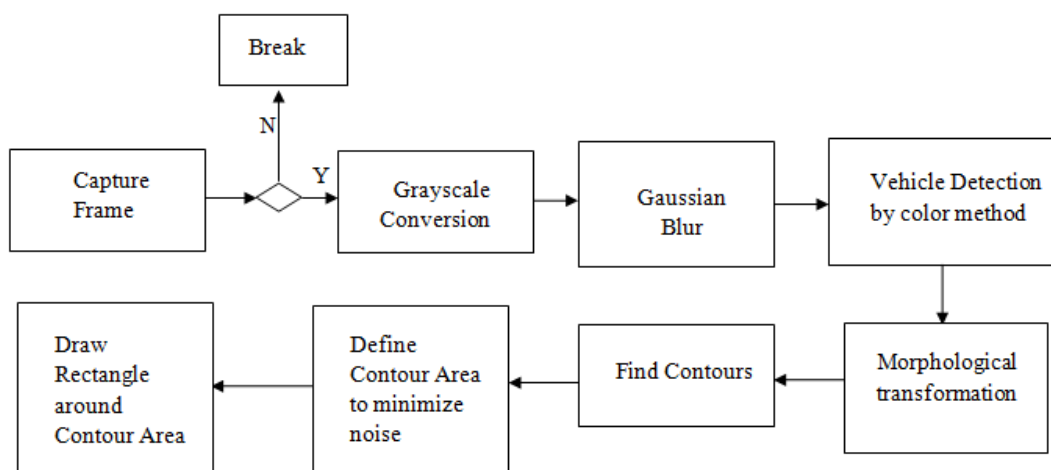 Break
N
Capture
Frame
Y
Grayscale
Conversion
Gaussian
Blur
Vehicle Detection
by color method
Draw
Rectangle
around
Contour Area
Define
Contour Area
to minimize
noise
Find Contours
Morphological
transformation